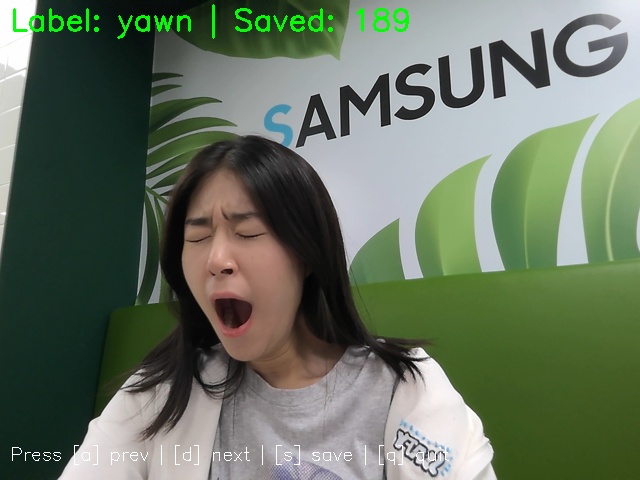 Label: yawn | Saved: 189
SAMSUNG
Press [a] prev | [d] next | [s] save | [q] quit